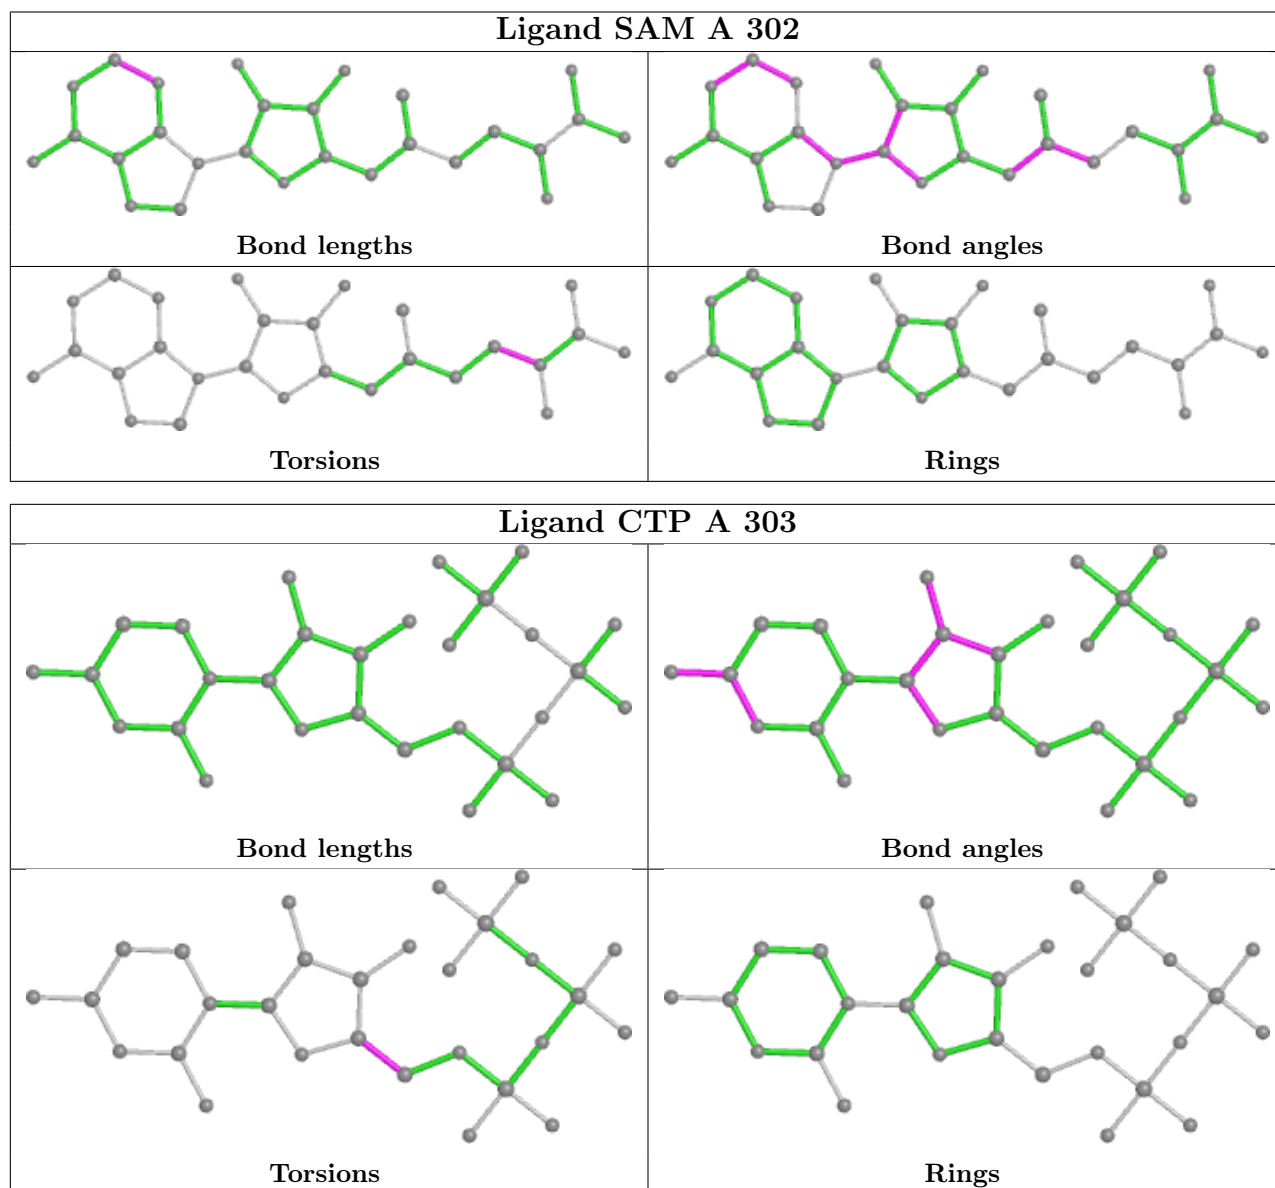 Ligand SAM A 302
Bond lengths
Bond angles
Torsions
Rings
Ligand CTP A 303
Bond lengths
Bond angles
Torsions
Rings